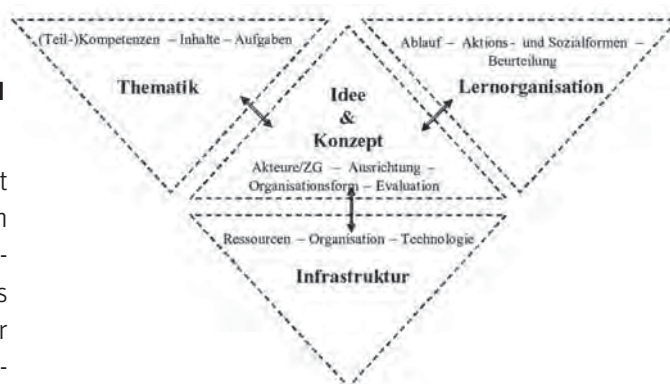 (Teil-)Kompetenzen – Inhalte – Aufgaben
Thematik
Idee
&
Konzept
Akteure/ZG – Ausrichtung –
Organisationsform – Evaluation
Ablauf – Aktions- und Sozialformen –
Beurteilung
Lernorganisation
Ressourcen – Organisation – Technologie
Infrastruktur